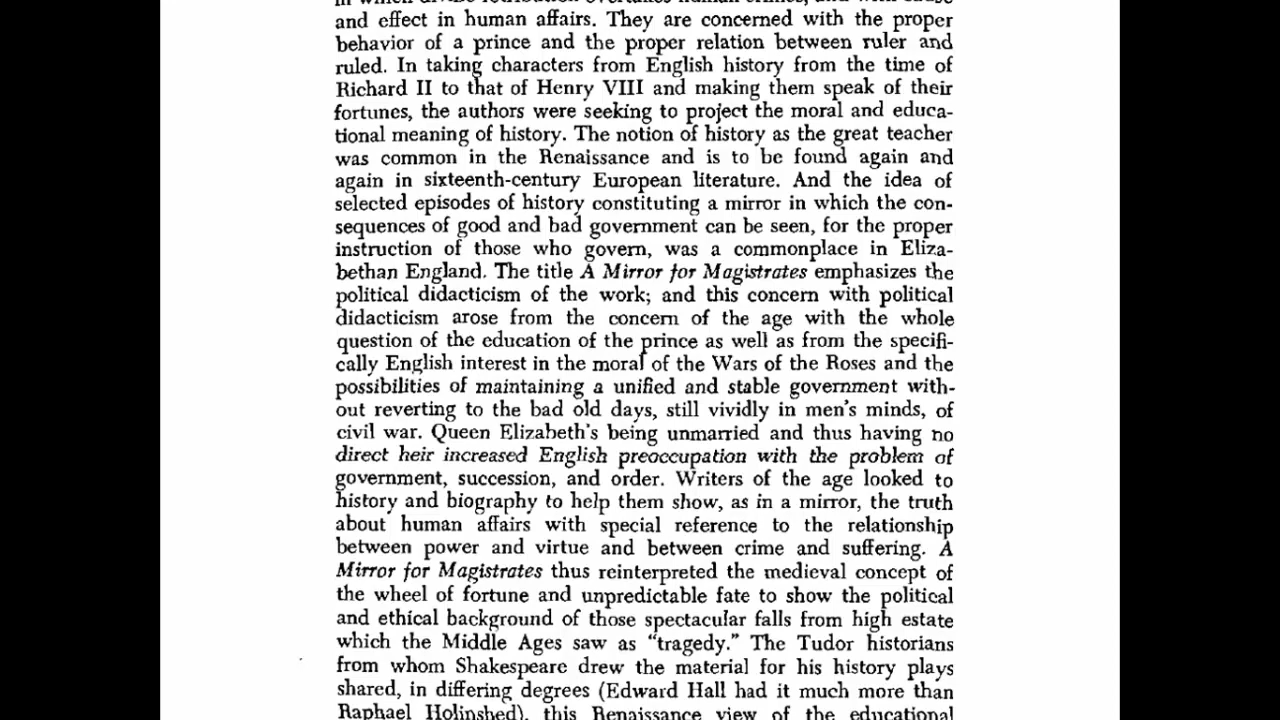 and effect in human affairs. They are concerned with the proper
behavior of a prince and the proper relation between ruler and
ruled. In taking characters from English history from the time of
Richard II to that of Henry VIII and making them speak of their
fortunes, the authors were seeking to project the moral and educa-
tional meaning of history. The notion of history as the great teacher
was common in the Renaissance and is to be found again and
again in sixteenth-century European literature. And the idea of
selected episodes of history constituting a mirror in which the con-
sequences of good and bad government can be seen, for the proper
instruction of those who govern, was a commonplace in Eliza-
bethan England. The title A Mirror for Magistrates emphasizes the
political didacticism of the work; and this concern with political
didacticism arose from the concern of the age with the whole
question of the education of the prince as well as from the specifi-
cally English interest in the moral of the Wars of the Roses and the
possibilities of maintaining a unified and stable government with-
out reverting to the bad old days, still vividly in men's minds, of
civil war. Queen Elizabeth's being unmarried and thus having no
direct heir increased English preoccupation with the problem of
government, succession, and order. Writers of the age looked to
history and biography to help them show, as in a mirror, the truth
about human affairs with special reference to the relationship
between power and virtue and between crime and suffering. A
Mirror for Magistrates thus reinterpreted the medieval concept of
the wheel of fortune and unpredictable fate to show the political
and ethical background of those spectacular falls from high estate
which the Middle Ages saw as "tragedy." The Tudor historians
from whom Shakespeare drew the material for his history plays
shared, in differing degrees (Edward Hall had it much more than
Raphael Holinshed), this Renaissance view of the educational